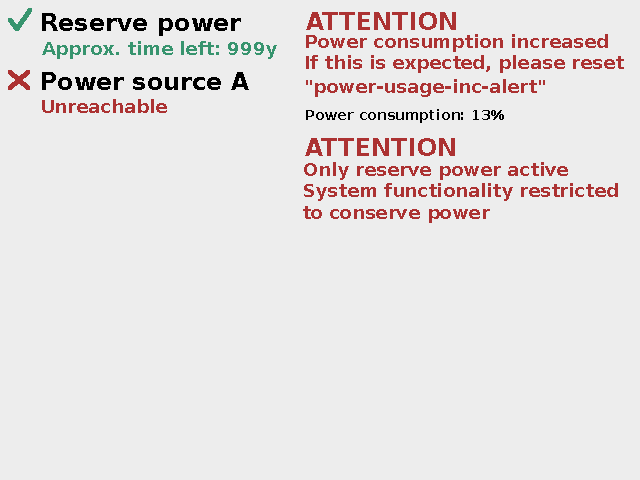 Reserve power
Approx. time left: 999y
Power source A
Unreachable
ATTENTION
Power consumption increased
If this is expected, please reset
"power-usage-inc-alert"
Power consumption: 13%
ATTENTION
Only reserve power active
System functionality restricted
to conserve power